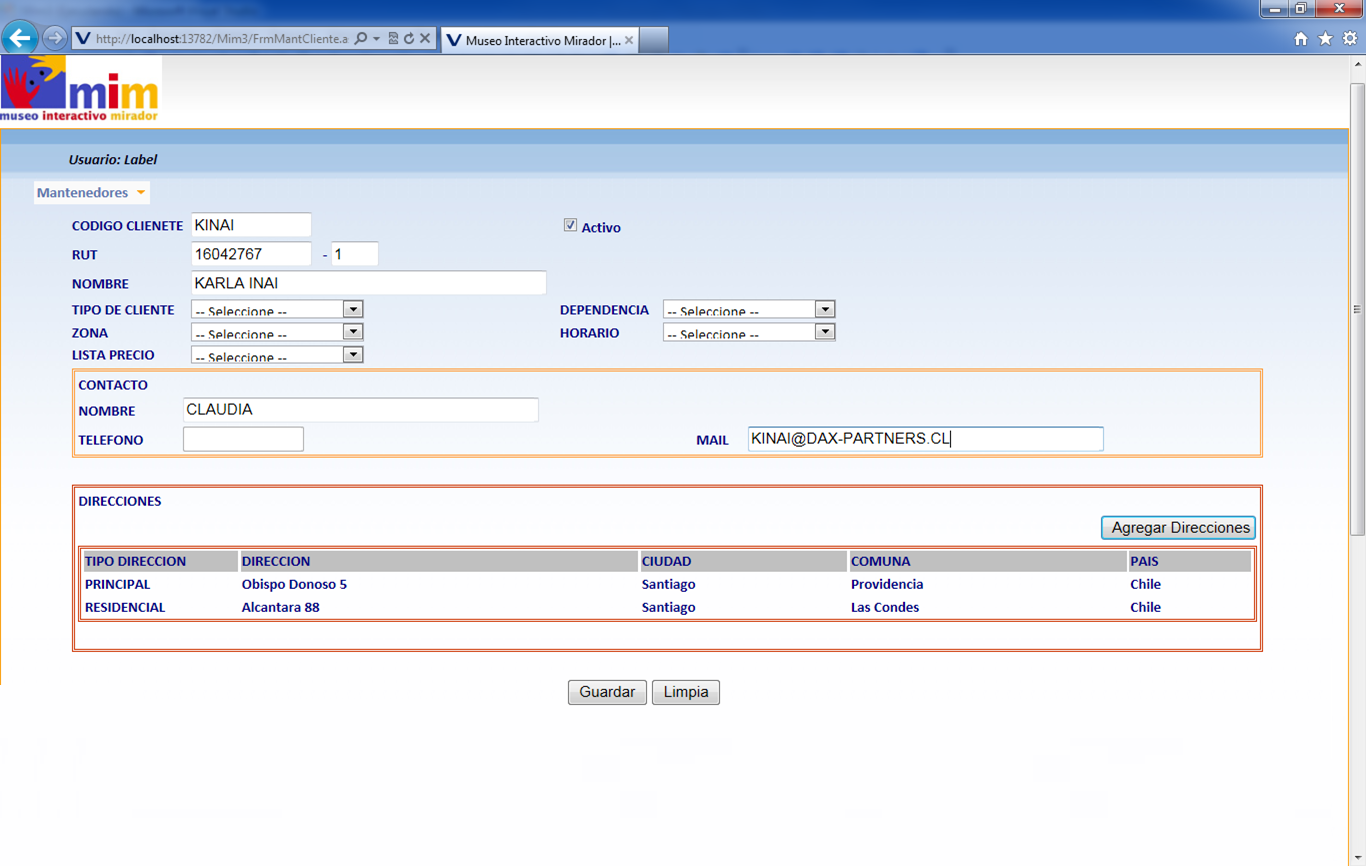 http://localhost:13782/Mim3/FrmMantCliente.a
Museo Interactivo Mirador |...
mim
museo interactivo mirador
Usuario: Label
Mantenedores
CODIGO CLIENETE KINAI Activo
RUT 16042767 - 1
NOMBRE KARLA INAI
TIPO DE CLIENTE -- Seleccione -- DEPENDENCIA -- Seleccione --
ZONA -- Seleccione -- HORARIO -- Seleccione --
LISTA PRECIO -- Seleccione --
CONTACTO
NOMBRE CLAUDIA
TELEFONO MAIL KINAI@DAX-PARTNERS.CL
DIRECCIONES
Agregar Direcciones
TIPO DIRECCION DIRECCION CIUDAD COMUNA PAIS
PRINCIPAL Obispo Donoso 5 Santiago Providencia Chile
RESIDENCIAL Alcantara 88 Santiago Las Condes Chile
Guardar Limpia